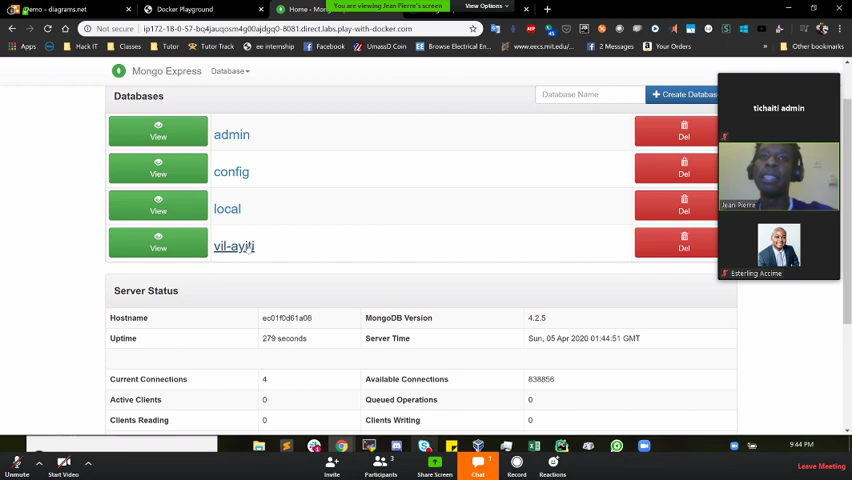 demo - diagrams.net
Docker Playground
Home - Mon
You are viewing Jean Pierre's screen
View Options
Not secure | ip172-18-0-57-bq4jauqosm4g00ajdgq0-8081.direct.labs.play-with-docker.com
Apps
Hack IT
Classes
Tutor
Tutor Track
ee internship
Facebook
UmassD Coin
Browse Electrical En...
www.eecs.mit.edu/...
2 Messages
Your Orders
Other bookmarks
Mongo Express
Database
Databases
Database Name
Create Databas
View
admin
Del
View
config
Del
View
local
Del
View
vil-ayiti
Del
tichaiti admin
Jean Pierre
Esterling Accime
Server Status
Hostname
ec01f0d61a06
MongoDB Version
4.2.5
Uptime
279 seconds
Server Time
Sun, 05 Apr 2020 01:44:51 GMT
Current Connections
4
Available Connections
838856
Active Clients
0
Queued Operations
0
Clients Reading
0
Clients Writing
0
9:44 PM
Unmute
Start Video
Invite
Participants
3
Share Screen
Chat
1
Record
Reactions
Leave Meeting